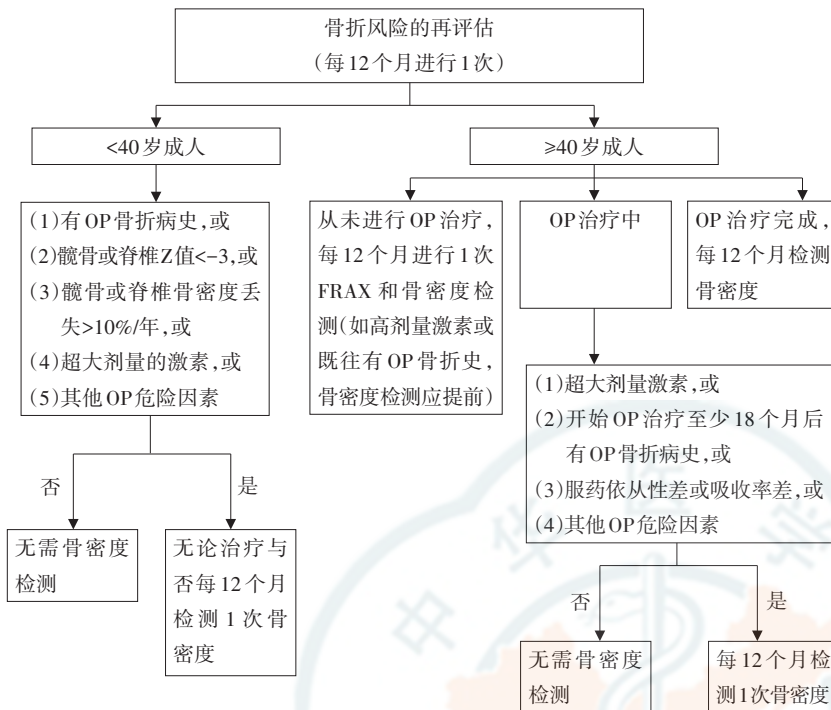 骨折风险的再评估
(每12个月进行1次)
<40岁成人
≥40岁成人
(1)有OP骨折病史,或
(2)髋骨或脊椎Z值<-3,或
(3)髋骨或脊椎骨密度丢
失>10%/年,或
(4)超大剂量的激素,或
(5)其他OP危险因素
从未进行OP治疗,
每12个月进行1次
FRAX和骨密度检
测(如高剂量激素或
既往有OP骨折史,
骨密度检测应提前)
OP治疗中
OP治疗完成,
每12个月检测
骨密度
(1)超大剂量激素,或
(2)开始OP治疗至少18个月后
有OP骨折病史,或
(3)服药依从性差或吸收率差,或
(4)其他OP危险因素
否
是
无需骨密度
检测
无论治疗与
否每12个月
检测1次骨
密度
否
是
无需骨密度
检测
每12个月检
测1次骨密度
中华医学